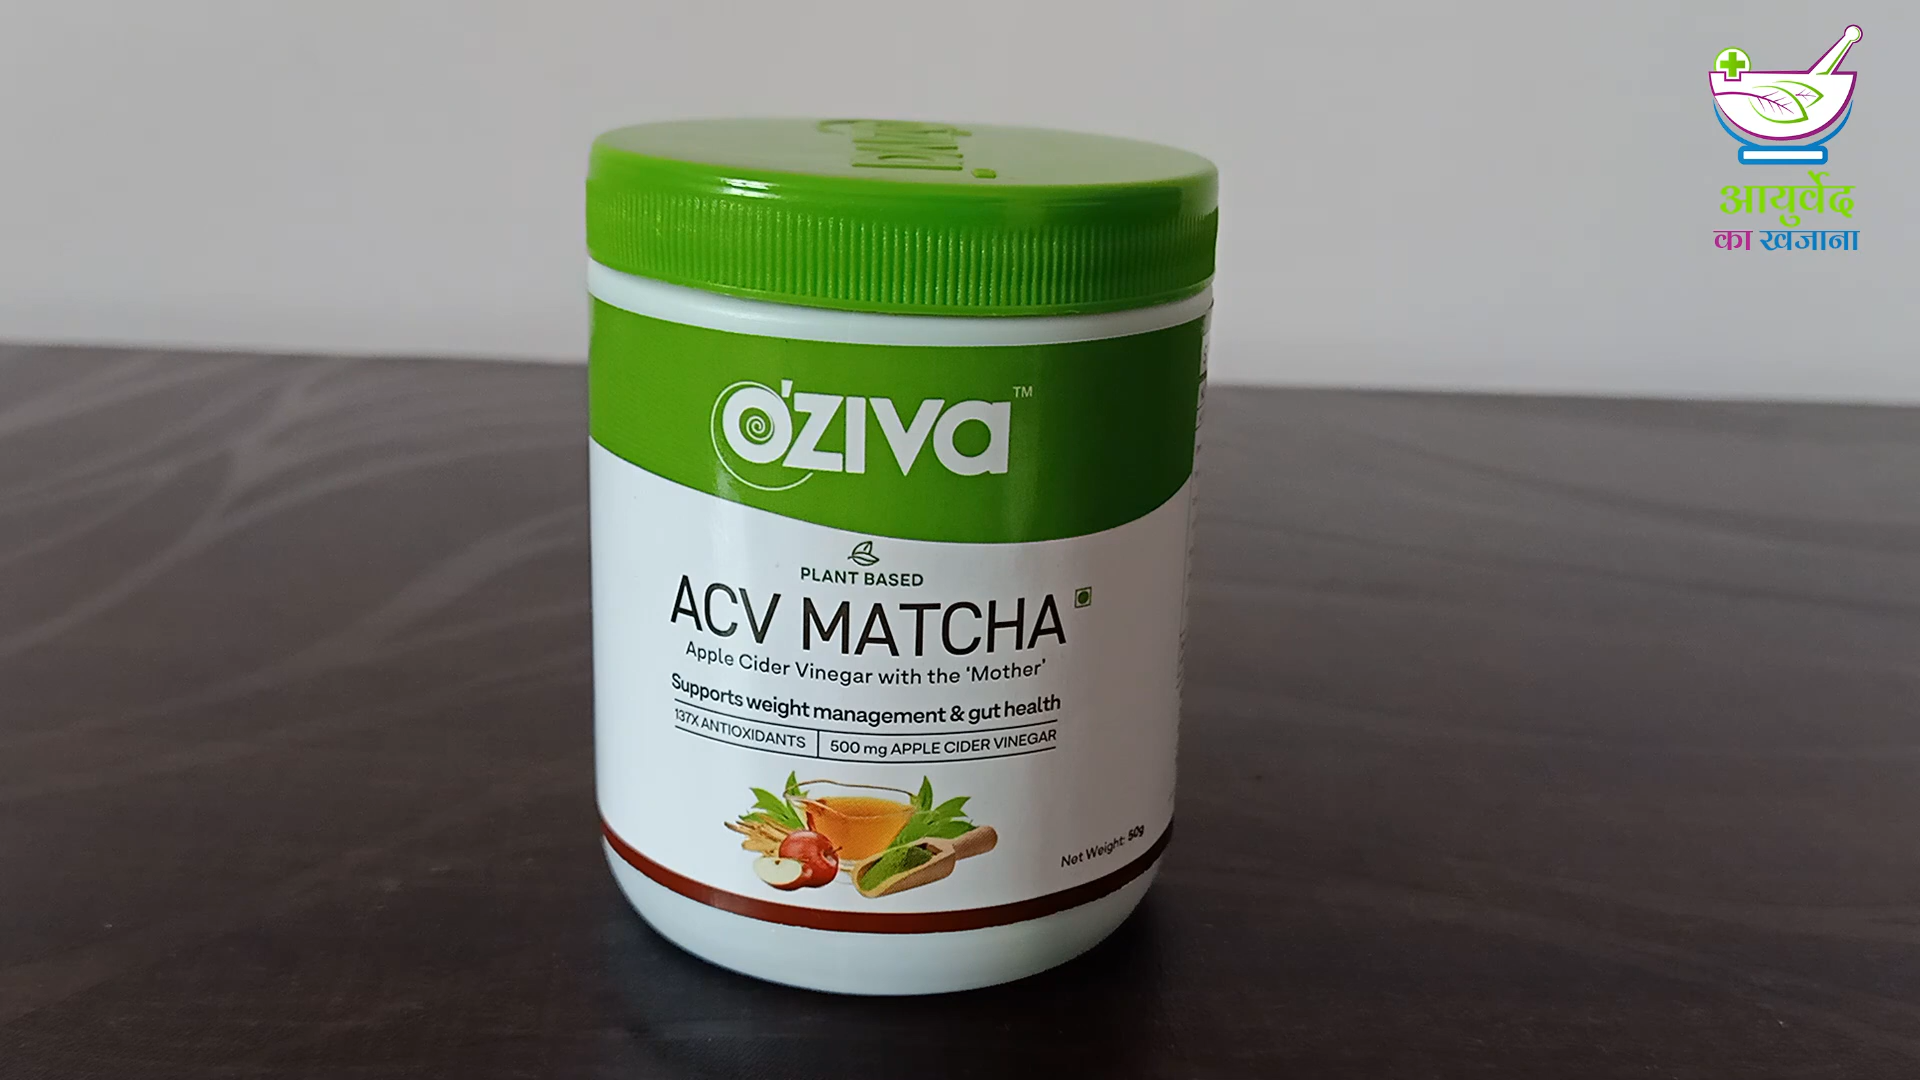 आयुर्वेद
का खजाना
O'ZIVA™
PLANT BASED
ACV MATCHA
Apple Cider Vinegar with the 'Mother'
Supports weight management & gut health
137X ANTIOXIDANTS
500 mg APPLE CIDER VINEGAR
Net Weight: 50g